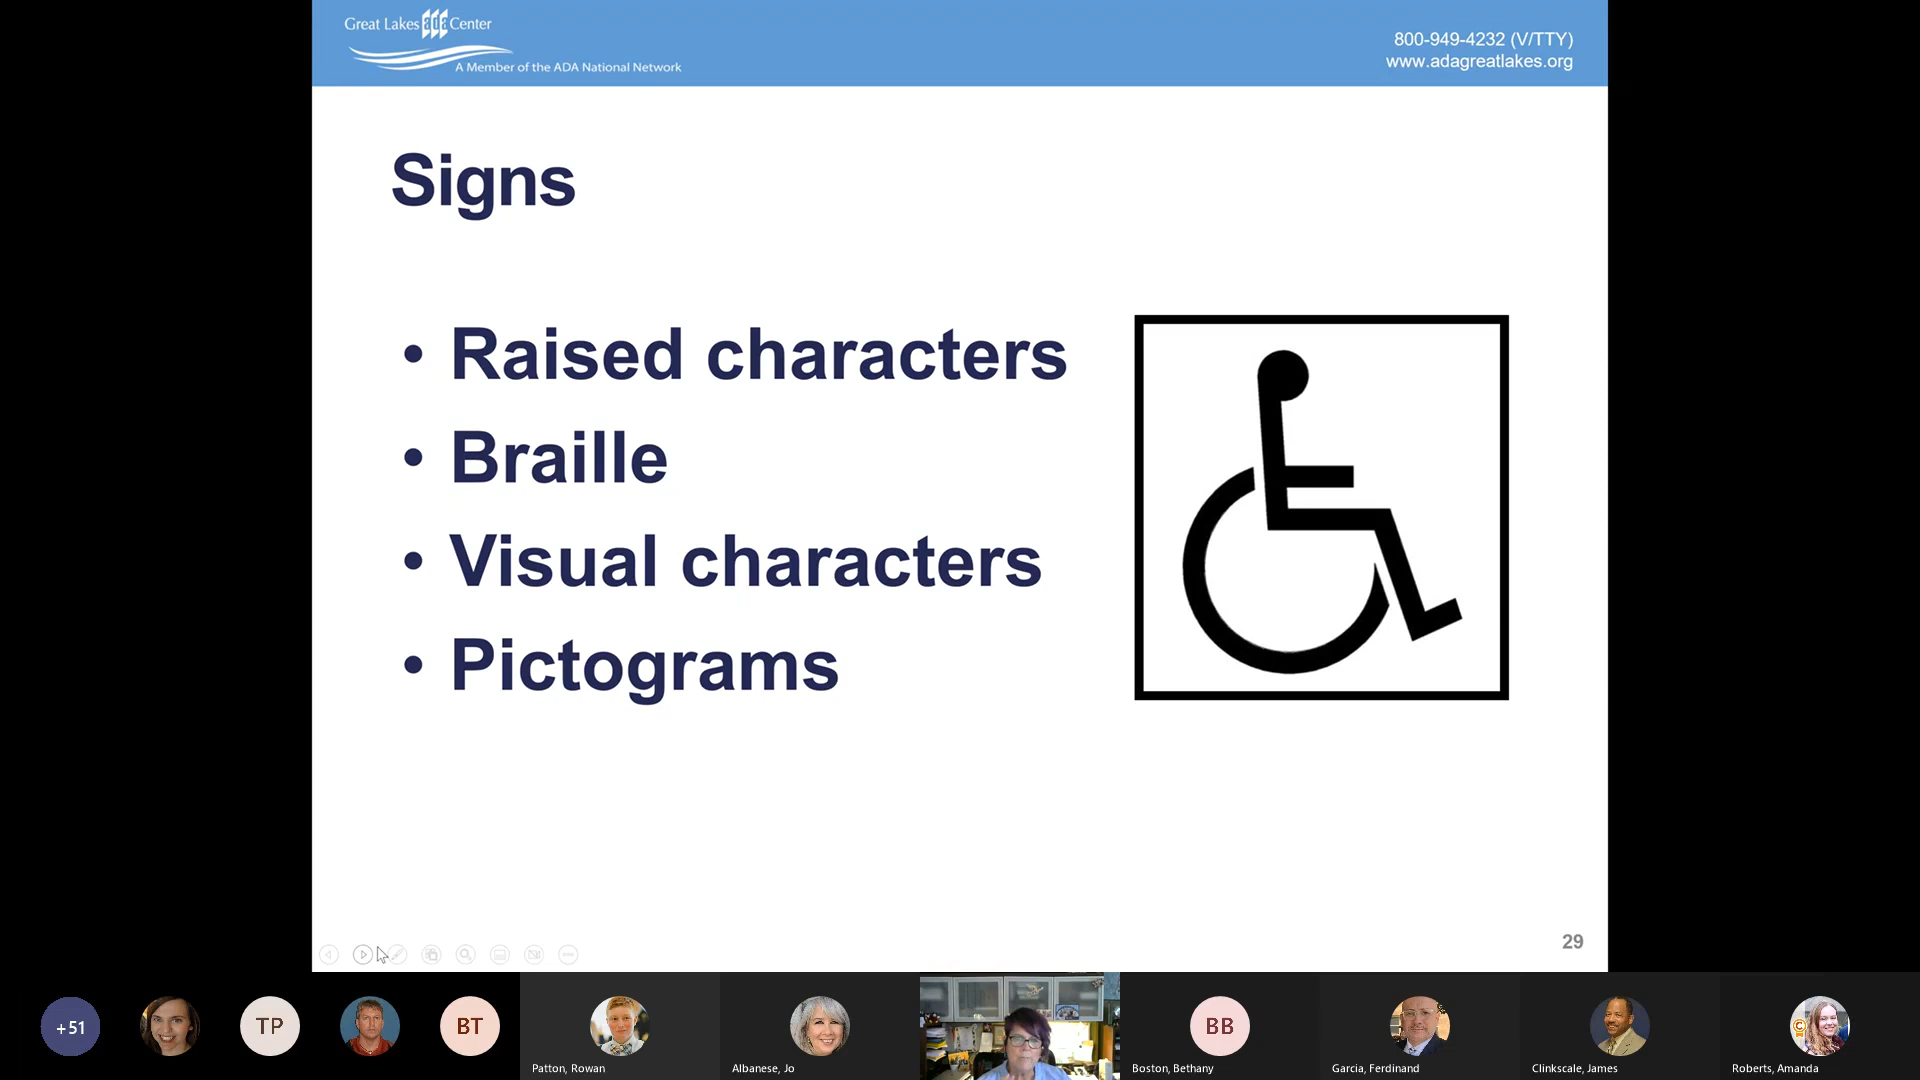 Great Lakes ada Center
A Member of the ADA National Network
800-949-4232 (V/TTY)
www.adagreatlakes.org
Signs
• Raised characters
• Braille
• Visual characters
• Pictograms
29
+51
TP
BT
Patton, Rowan
Albanese, Jo
BB
Boston, Bethany
Garcia, Ferdinand
Clinkscale, James
C
Roberts, Amanda